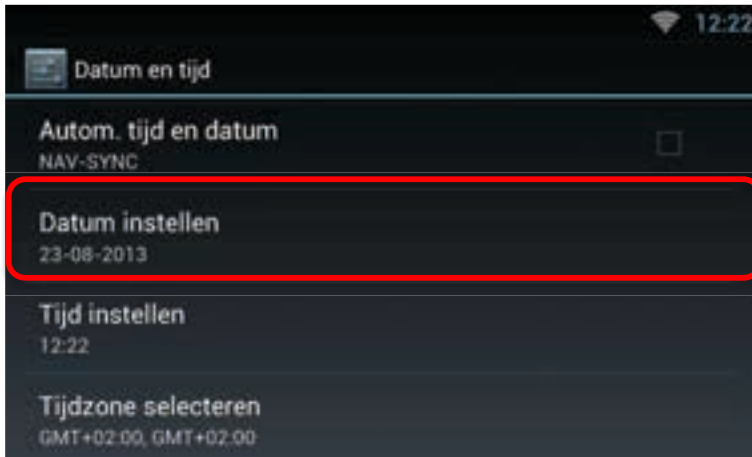 12:22
Datum en tijd
Autom. tijd en datum
NAV-SYNC
Datum instellen
23-08-2013
Tijd instellen
12:22
Tijdzone selecteren
GMT+02:00, GMT+02:00